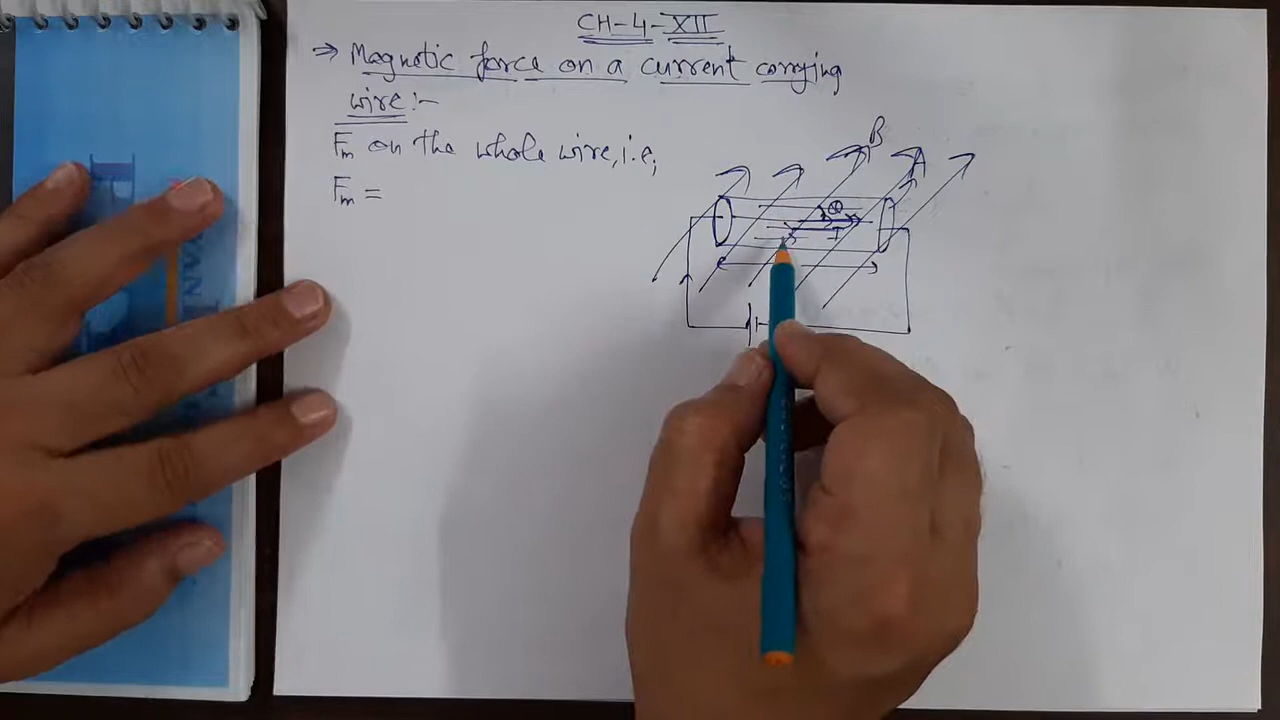 CH-4-XII
⇒ Magnetic force on a current carrying
wire :-
Fm on the whole wire, i.e;
Fm =
B
A
θ
I